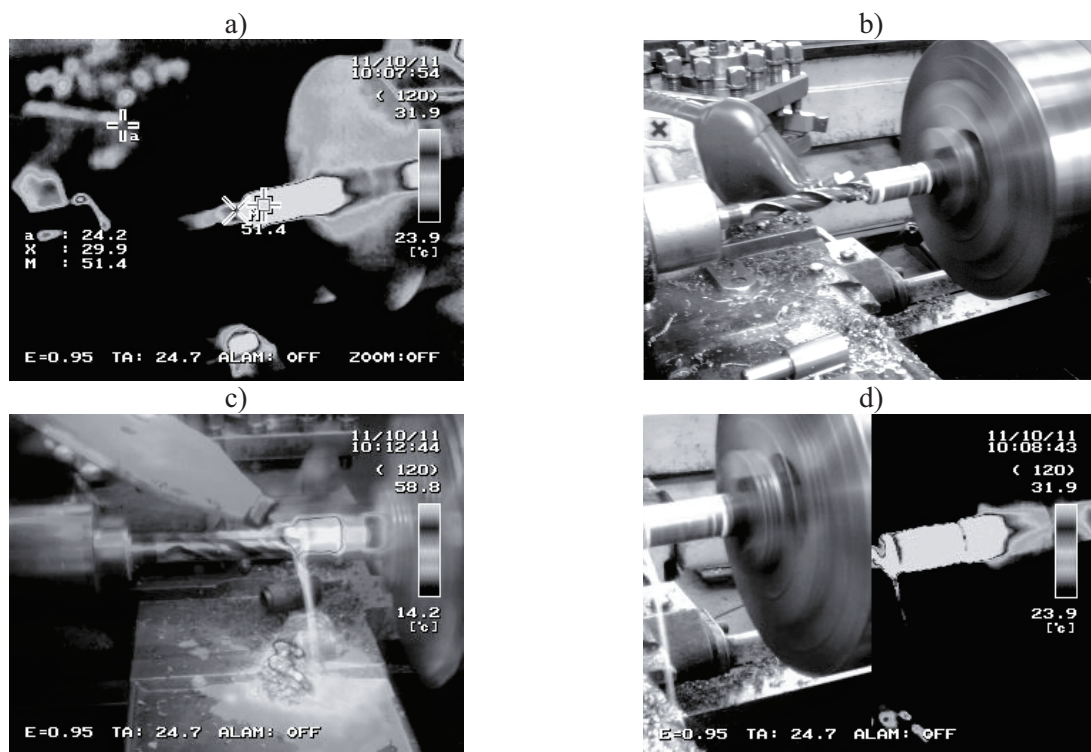 a)
11/10/11
10:07:54
( 120)
31.9
a
M
51.4
a : 24.2
X : 29.9
M : 51.4
23.9
[°c]
E=0.95 TA: 24.7 ALAM: OFF ZOOM:OFF
b)
c)
11/10/11
10:12:44
( 120)
58.8
14.2
[°c]
E=0.95 TA: 24.7 ALAM: OFF
d)
11/10/11
10:08:43
( 120)
31.9
23.9
[°c]
E=0.95 TA: 24.7 ALAM: OFF